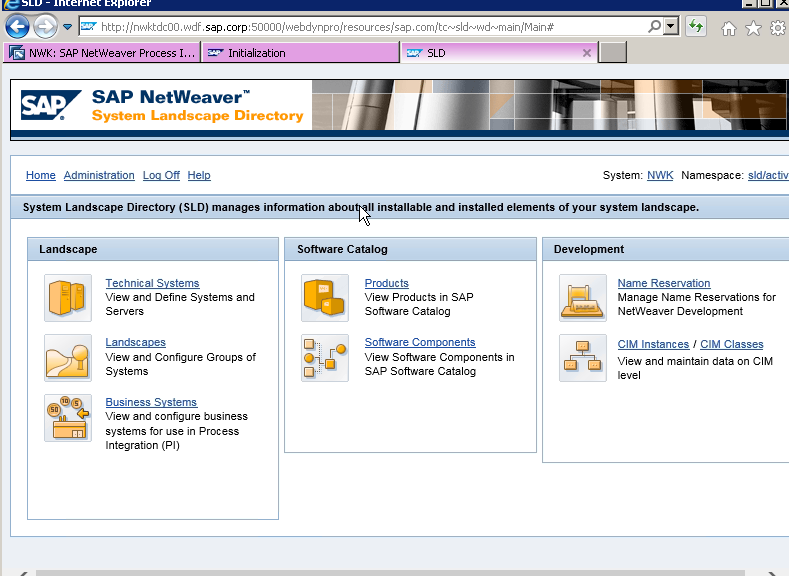 SLD - Internet Explorer
http://nwktdc00.wdf.sap.corp:50000/webdynpro/resources/sap.com/tc~sld~wd~main/Main#
NWK: SAP NetWeaver Process I...
Initialization
SLD
SAP
SAP NetWeaver™
System Landscape Directory
Home Administration Log Off Help
System: NWK Namespace: sld/activ
System Landscape Directory (SLD) manages information about all installable and installed elements of your system landscape.
Landscape
Technical Systems
View and Define Systems and
Servers
Landscapes
View and Configure Groups of
Systems
50 10 5
Business Systems
View and configure business
systems for use in Process
Integration (PI)
Software Catalog
Products
View Products in SAP
Software Catalog
Software Components
View Software Components in
SAP Software Catalog
Development
Name Reservation
Manage Name Reservations for
NetWeaver Development
CIM Instances / CIM Classes
View and maintain data on CIM
level